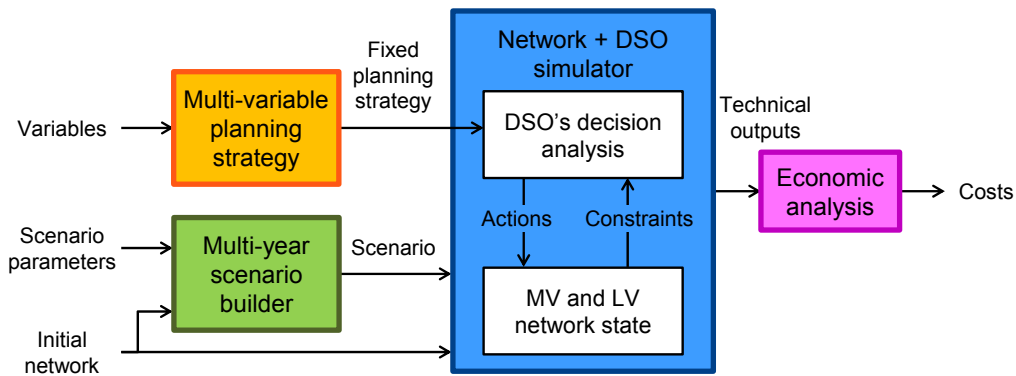 Variables
Multi-variable
planning
strategy
Fixed
planning
strategy
Network + DSO
simulator
DSO's decision
analysis
Actions
Constraints
MV and LV
network state
Scenario
parameters
Multi-year
scenario
builder
Scenario
Initial
network
Technical
outputs
Economic
analysis
Costs